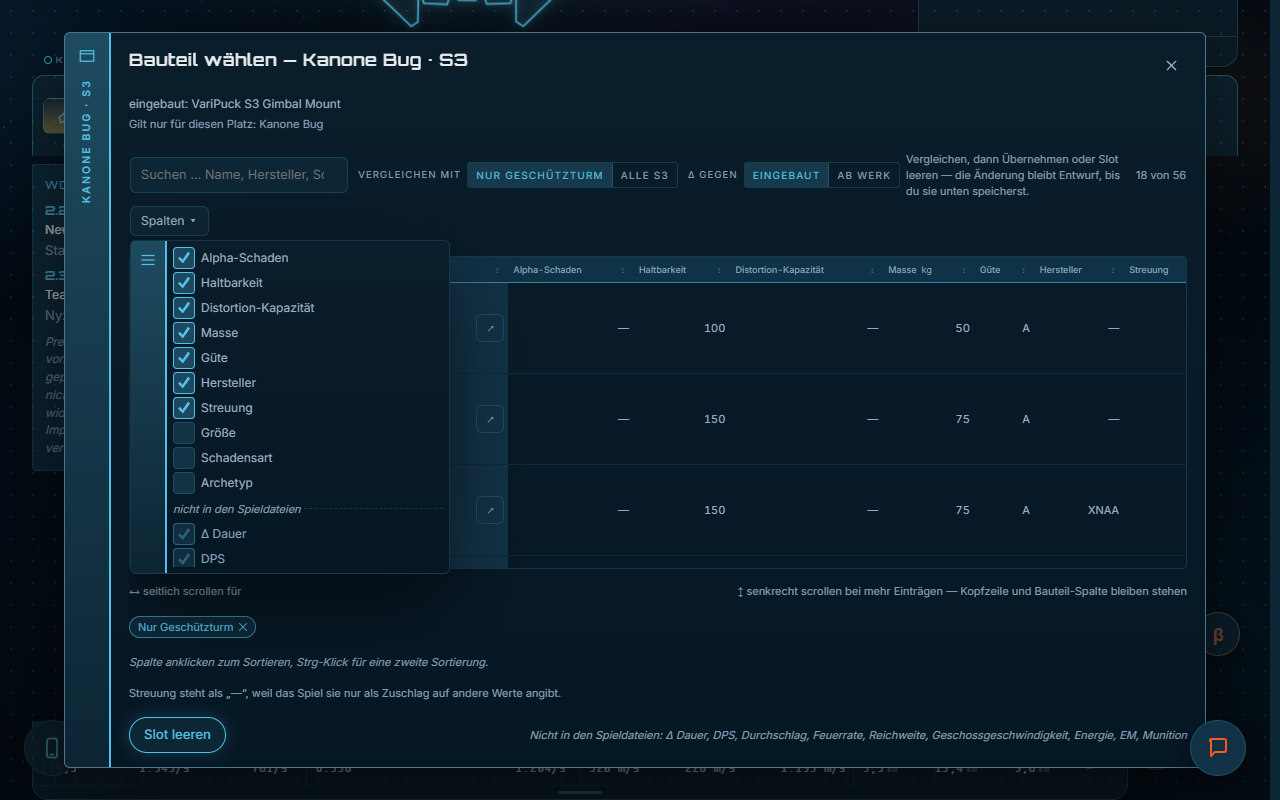 Bauteil wählen — Kanone Bug · S3
KANONE BUG · S3
eingebaut: VariPuck S3 Gimbal Mount
Gilt nur für diesen Platz: Kanone Bug
Suchen ... Name, Hersteller, Sc
VERGLEICHEN MIT
NUR GESCHÜTZTURM
ALLE S3
Δ GEGEN
EINGEBAUT
AB WERK
Vergleichen, dann Übernehmen oder Slot
leeren — die Änderung bleibt Entwurf, bis
du sie unten speicherst.
18 von 56
Spalten
Alpha-Schaden
Haltbarkeit
Distortion-Kapazität
Masse
Güte
Hersteller
Streuung
Größe
Schadensart
Archetyp
nicht in den Spieldateien
Δ Dauer
DPS
Alpha-Schaden Haltbarkeit Distortion-Kapazität Masse kg Güte Hersteller Streuung
— 100 — 50 A —
— 150 — 75 A —
— 150 — 75 A XNAA
↔ seitlich scrollen für
↕ senkrecht scrollen bei mehr Einträgen — Kopfzeile und Bauteil-Spalte bleiben stehen
Nur Geschützturm
Spalte anklicken zum Sortieren, Strg-Klick für eine zweite Sortierung.
Streuung steht als „—“, weil das Spiel sie nur als Zuschlag auf andere Werte angibt.
Slot leeren
Nicht in den Spieldateien: Δ Dauer, DPS, Durchschlag, Feuerrate, Reichweite, Geschossgeschwindigkeit, Energie, EM, Munition
β